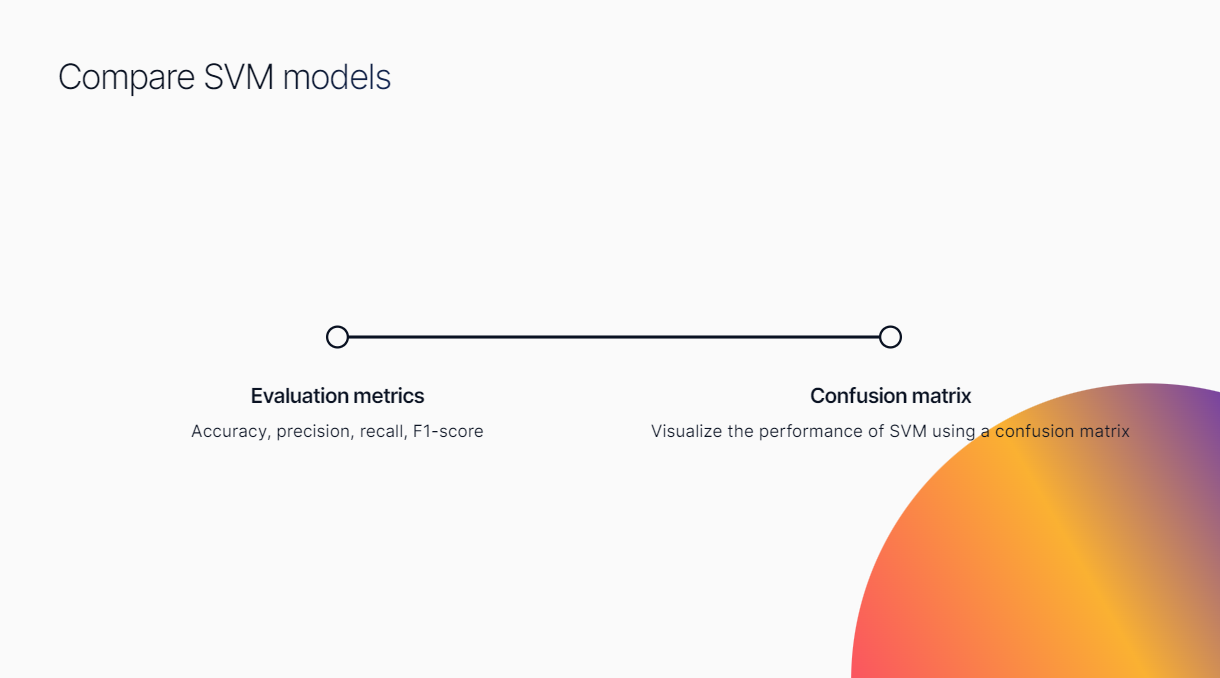 Compare SVM models
Evaluation metrics
Accuracy, precision, recall, F1-score
Confusion matrix
Visualize the performance of SVM using a confusion matrix